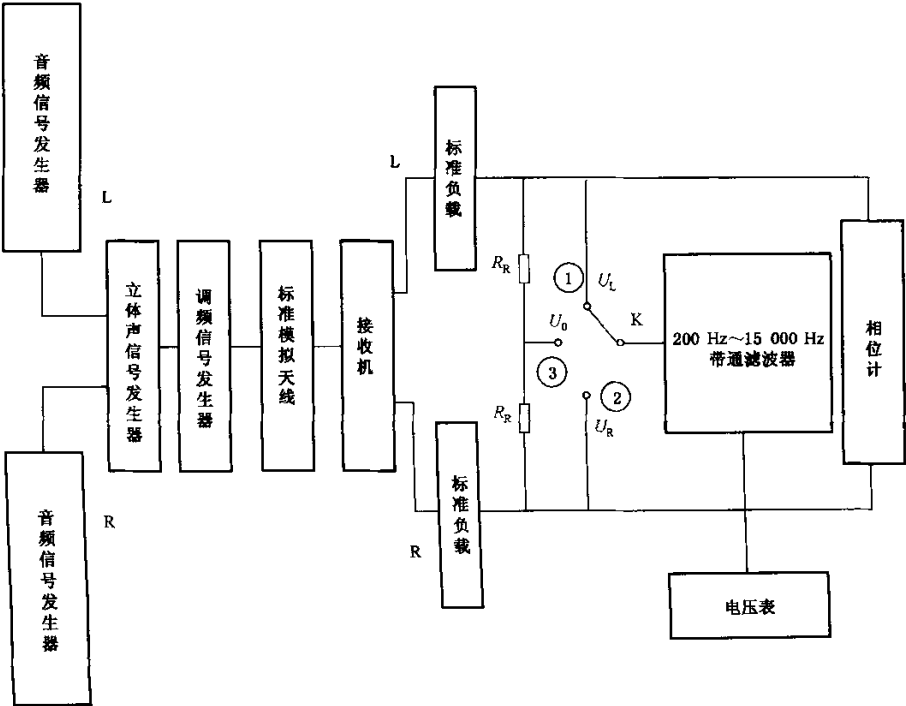 音频信号发生器
L
立体声信号发生器
调频信号发生器
标准模拟天线
接收机
L
标准负载
R_R
①
U_L
U_0
K
③
②
R_R
U_R
200 Hz～15 000 Hz
带通滤波器
相位计
音频信号发生器
R
R
标准负载
电压表